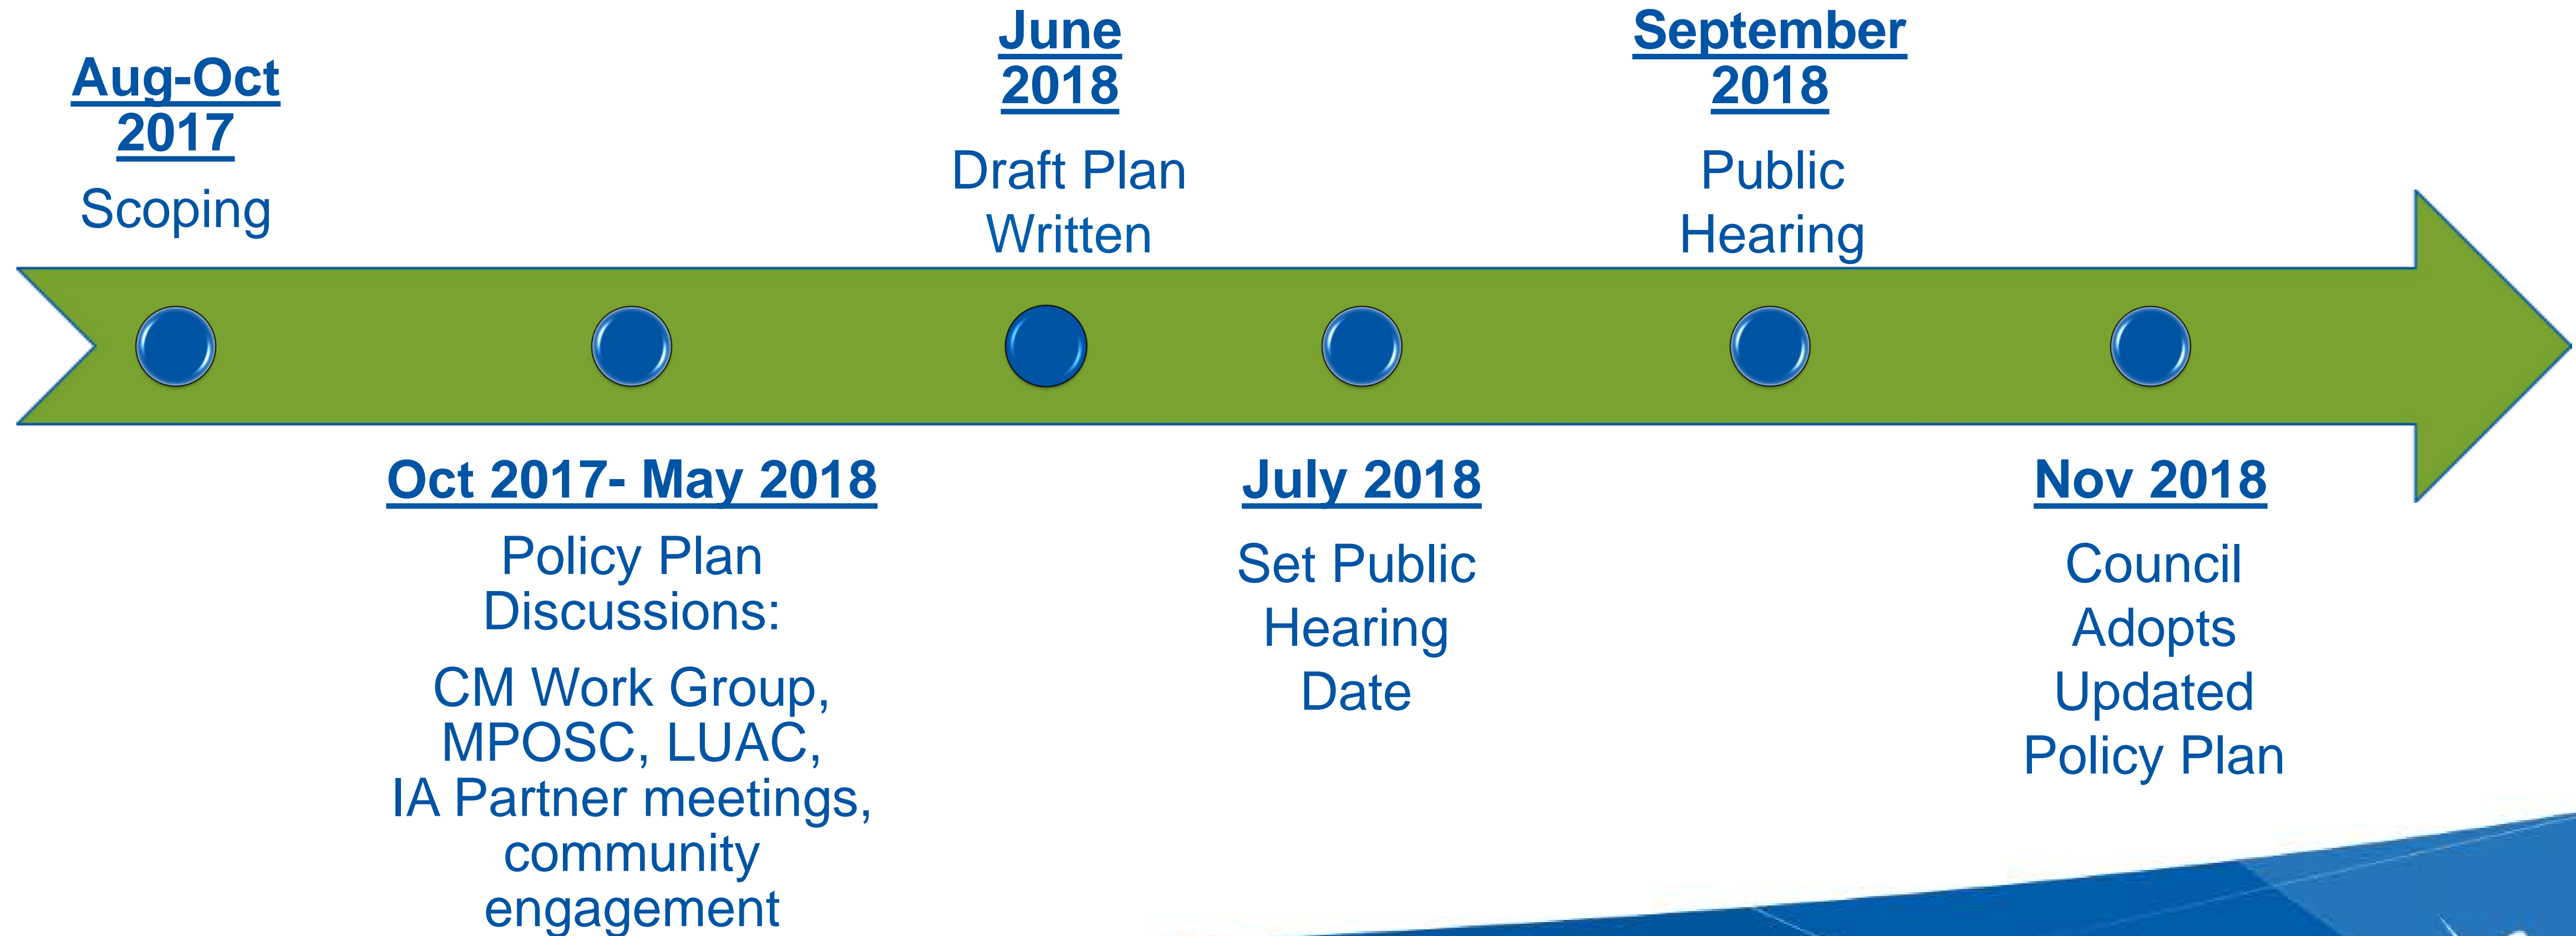 Aug-Oct
2017
Scoping
Oct 2017- May 2018
Policy Plan
Discussions:
CM Work Group,
MPOSC, LUAC,
IA Partner meetings,
community
engagement
June
2018
Draft Plan
Written
July 2018
Set Public
Hearing
Date
September
2018
Public
Hearing
Nov 2018
Council
Adopts
Updated
Policy Plan